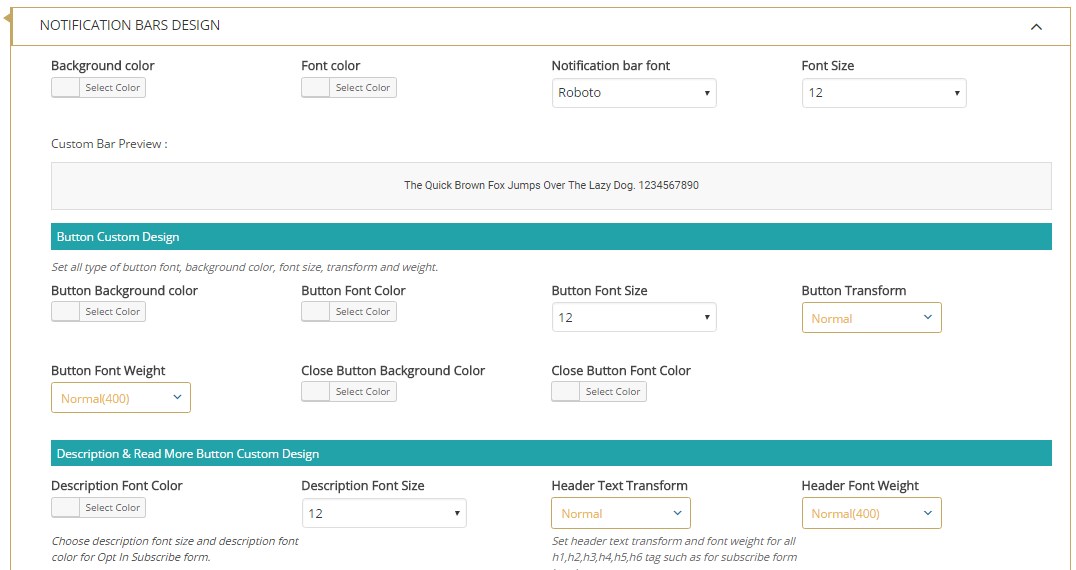 NOTIFICATION BARS DESIGN
Background color Font color Notification bar font Font Size
Select Color Select Color Roboto 12
Custom Bar Preview :
The Quick Brown Fox Jumps Over The Lazy Dog. 1234567890
Button Custom Design
Set all type of button font, background color, font size, transform and weight.
Button Background color Button Font Color Button Font Size Button Transform
Select Color Select Color 12 Normal
Button Font Weight Close Button Background Color Close Button Font Color
Normal(400) Select Color Select Color
Description & Read More Button Custom Design
Description Font Color Description Font Size Header Text Transform Header Font Weight
Select Color 12 Normal Normal(400)
Choose description font size and description font
color for Opt In Subscribe form.
Set header text transform and font weight for all
h1,h2,h3,h4,h5,h6 tag such as for subscribe form